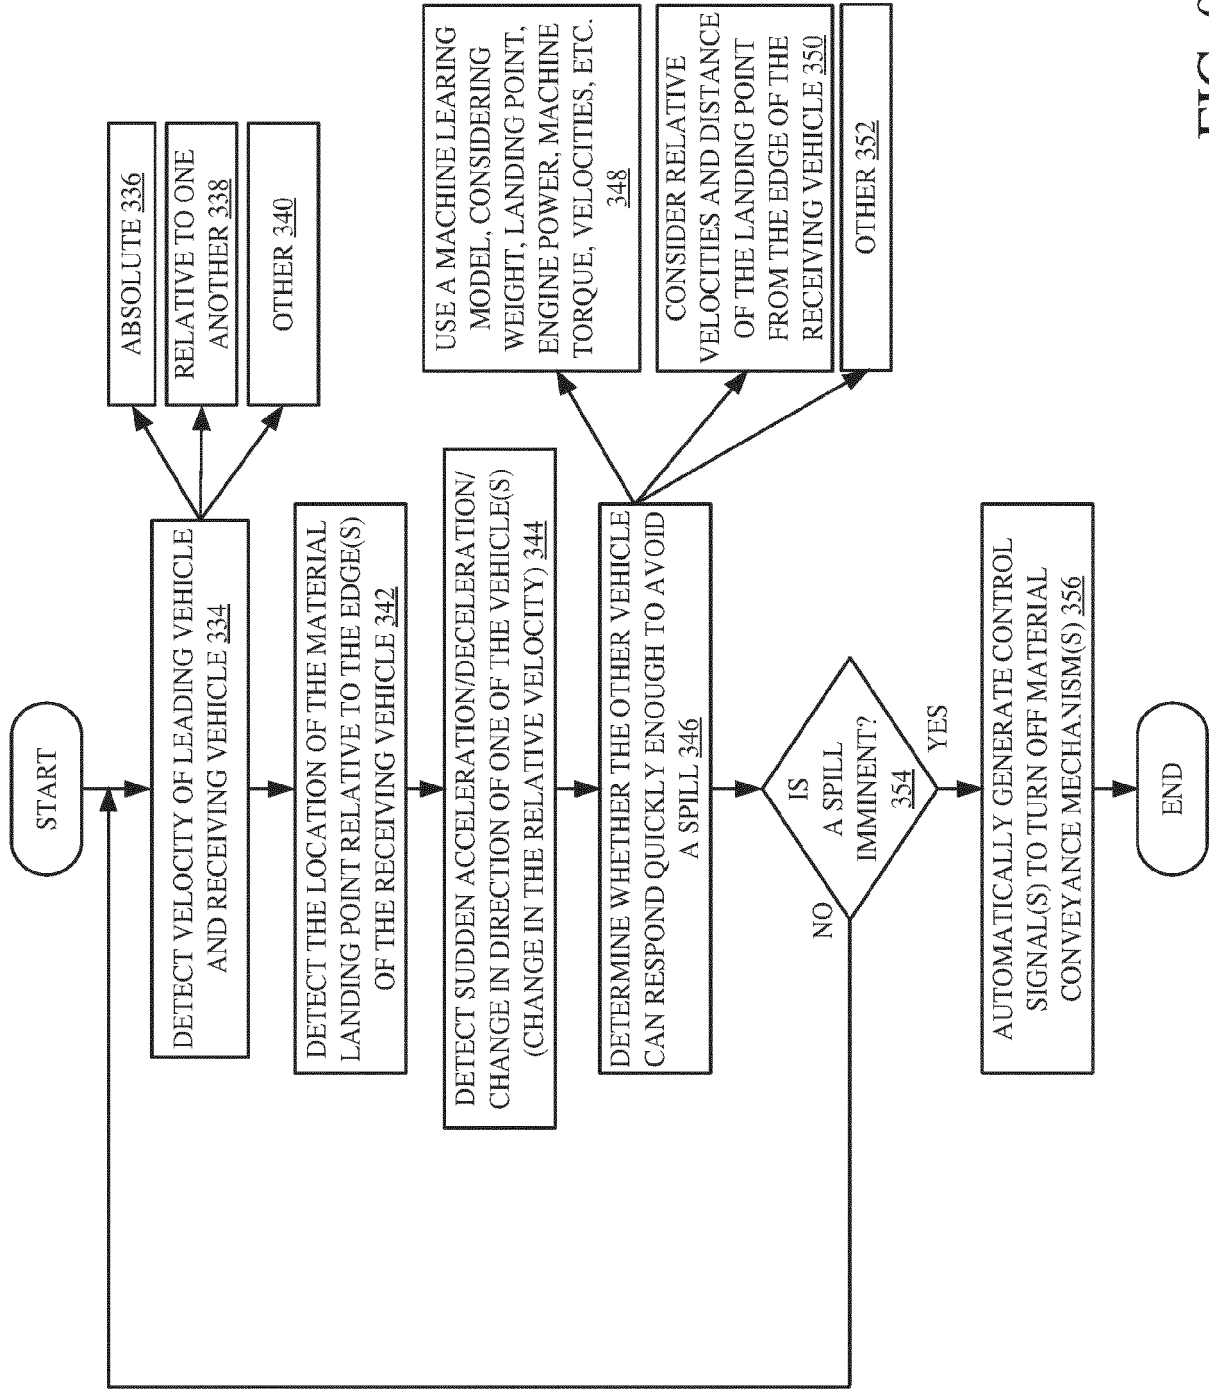 START
DETECT VELOCITY OF LEADING VEHICLE
AND RECEIVING VEHICLE 334
ABSOLUTE 336
RELATIVE TO ONE
ANOTHER 338
OTHER 340
DETECT THE LOCATION OF THE MATERIAL
LANDING POINT RELATIVE TO THE EDGE(S)
OF THE RECEIVING VEHICLE 342
DETECT SUDDEN ACCELERATION/DECELERATION/
CHANGE IN DIRECTION OF ONE OF THE VEHICLE(S)
(CHANGE IN THE RELATIVE VELOCITY) 344
DETERMINE WHETHER THE OTHER VEHICLE
CAN RESPOND QUICKLY ENOUGH TO AVOID
A SPILL 346
USE A MACHINE LEARING
MODEL, CONSIDERING
WEIGHT, LANDING POINT,
ENGINE POWER, MACHINE
TORQUE, VELOCITIES, ETC.
348
CONSIDER RELATIVE
VELOCITIES AND DISTANCE
OF THE LANDING POINT
FROM THE EDGE OF THE
RECEIVING VEHICLE 350
OTHER 352
IS
A SPILL
IMMINENT?
354
NO
YES
AUTOMATICALLY GENERATE CONTROL
SIGNAL(S) TO TURN OFF MATERIAL
CONVEYANCE MECHANISM(S) 356
END
FIG.